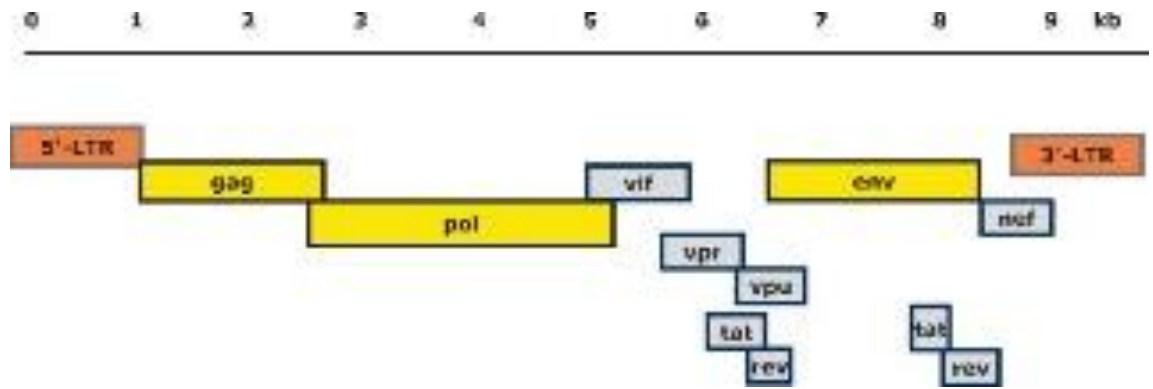 0 1 2 3 4 5 6 7 8 9 kb
5'-LTR
3'-LTR
gag
vif
env
pol
nef
vpr
vpu
tat
tat
rev
rev